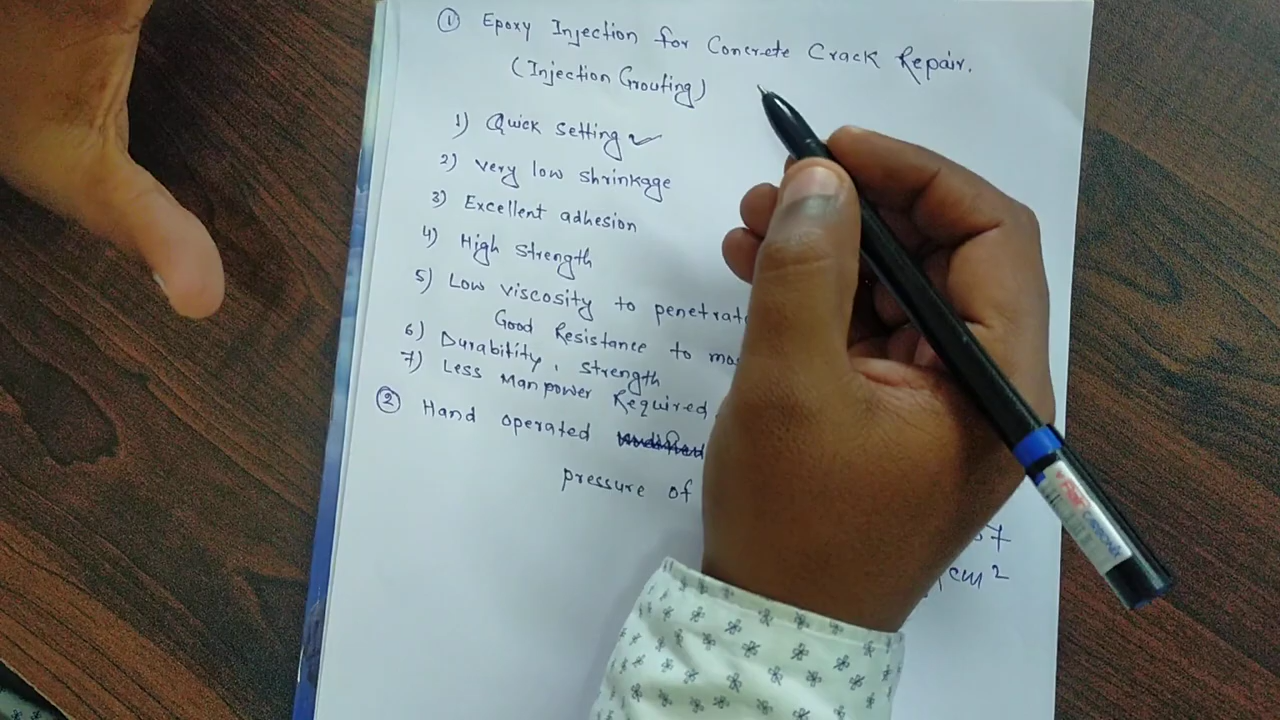 ① Epoxy Injection for Concrete Crack Repair.
(Injection Grouting)
1) Quick setting ✓
2) Very low shrinkage
3) Excellent adhesion
4) High strength
5) Low viscosity to penetrate
Good Resistance to
6) Durability, strength
7) Less Manpower Required.
② Hand operated
pressure of
7
cm²